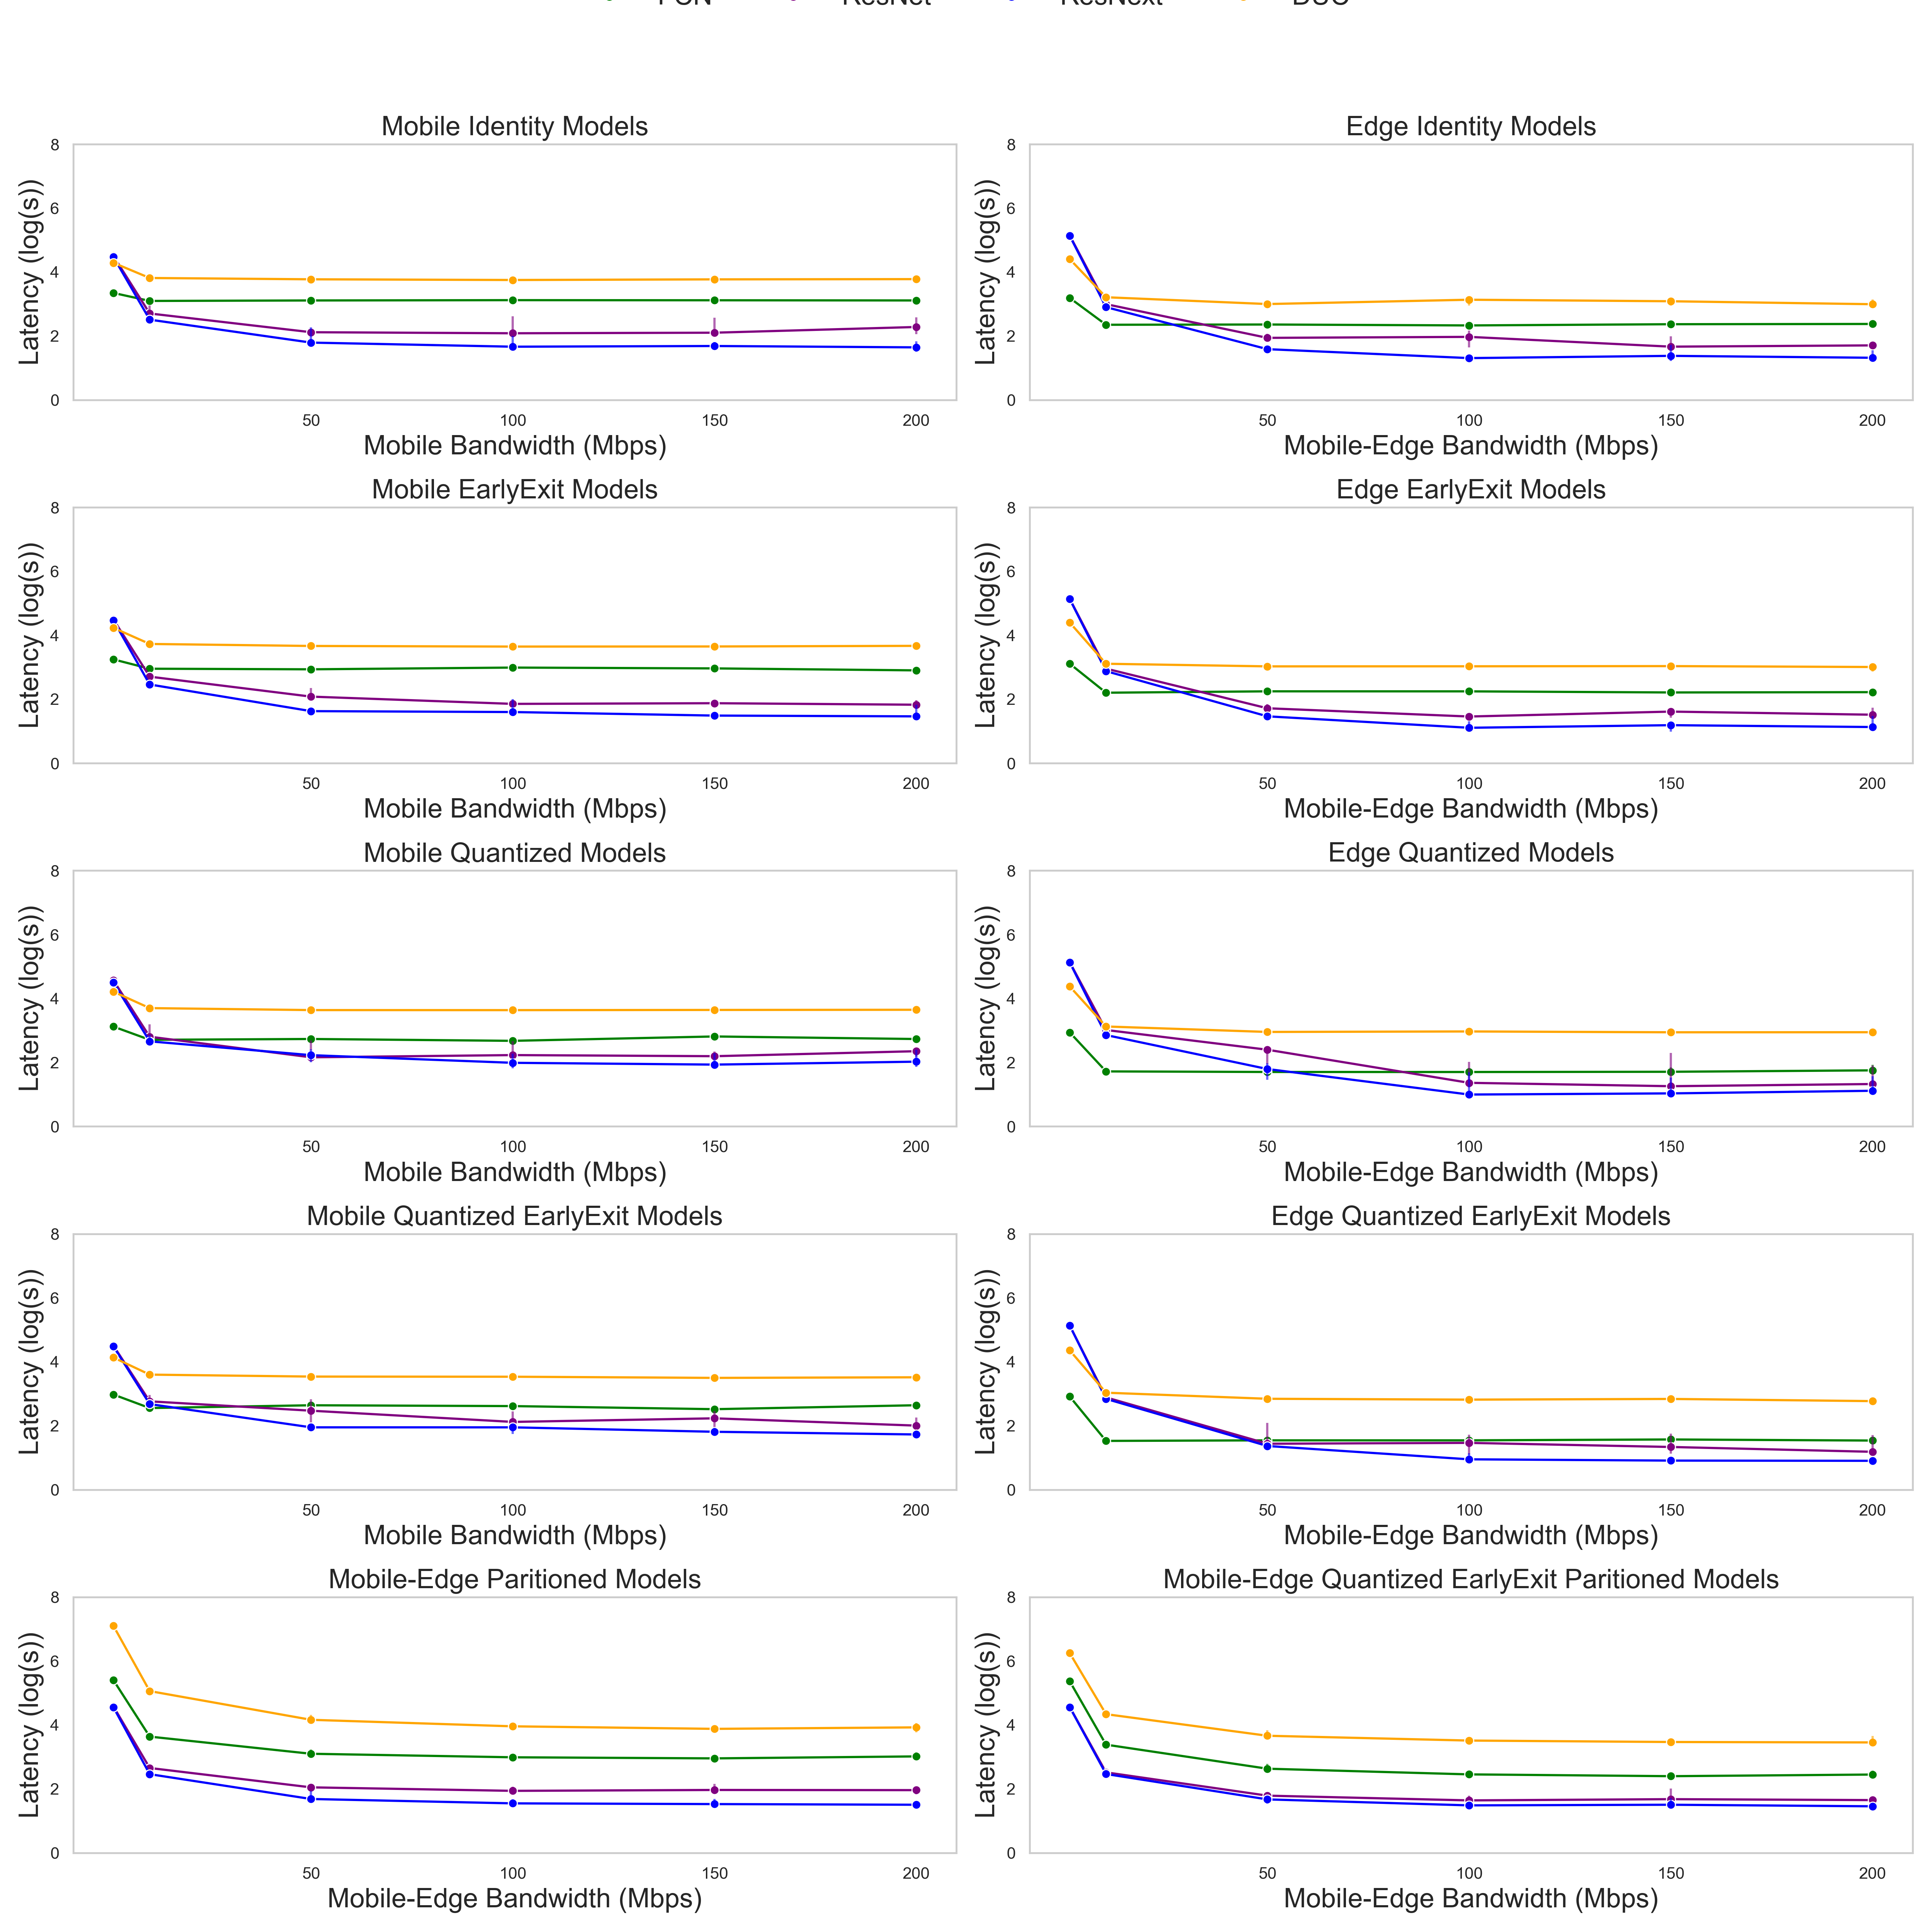 ResNet ResNext
Mobile Identity Models
Latency (log(s))
8
6
4
2
0
50 100 150 200
Mobile Bandwidth (Mbps)
Edge Identity Models
Latency (log(s))
8
6
4
2
0
50 100 150 200
Mobile-Edge Bandwidth (Mbps)
Mobile EarlyExit Models
Latency (log(s))
8
6
4
2
0
50 100 150 200
Mobile Bandwidth (Mbps)
Edge EarlyExit Models
Latency (log(s))
8
6
4
2
0
50 100 150 200
Mobile-Edge Bandwidth (Mbps)
Mobile Quantized Models
Latency (log(s))
8
6
4
2
0
50 100 150 200
Mobile Bandwidth (Mbps)
Edge Quantized Models
Latency (log(s))
8
6
4
2
0
50 100 150 200
Mobile-Edge Bandwidth (Mbps)
Mobile Quantized EarlyExit Models
Latency (log(s))
8
6
4
2
0
50 100 150 200
Mobile Bandwidth (Mbps)
Edge Quantized EarlyExit Models
Latency (log(s))
8
6
4
2
0
50 100 150 200
Mobile-Edge Bandwidth (Mbps)
Mobile-Edge Paritioned Models
Latency (log(s))
8
6
4
2
0
50 100 150 200
Mobile-Edge Bandwidth (Mbps)
Mobile-Edge Quantized EarlyExit Paritioned Models
Latency (log(s))
8
6
4
2
0
50 100 150 200
Mobile-Edge Bandwidth (Mbps)